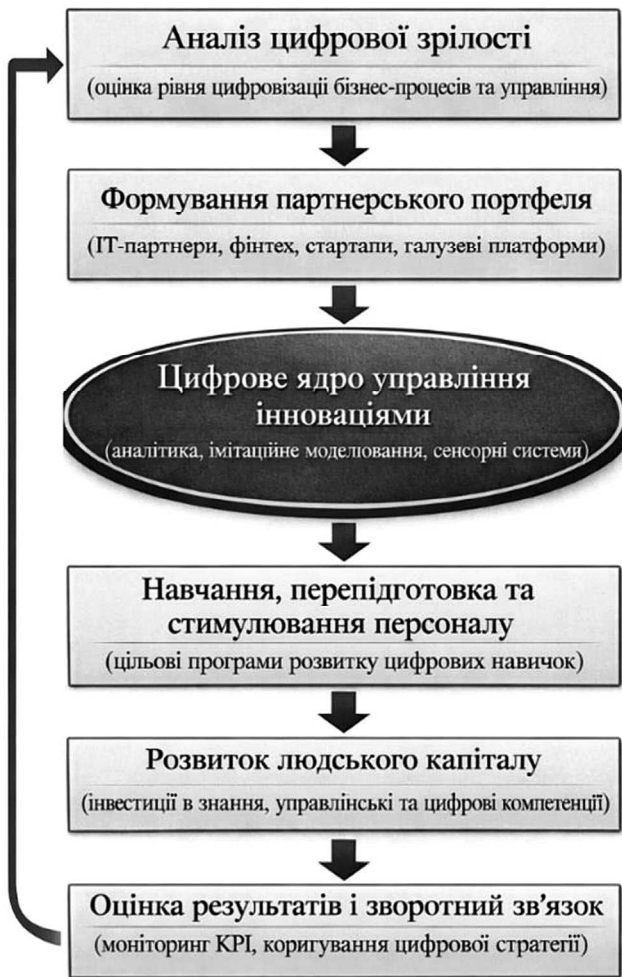 Аналіз цифрової зрілості
(оцінка рівня цифровізації бізнес-процесів та управління)
Формування партнерського портфеля
(ІТ-партнери, фінтех, стартапи, галузеві платформи)
Цифрове ядро управління
інноваціями
(аналітика, імітаційне моделювання, сенсорні системи)
Навчання, перепідготовка та
стимулювання персоналу
(цільові програми розвитку цифрових навичок)
Розвиток людського капіталу
(інвестиції в знання, управлінські та цифрові компетенції)
Оцінка результатів і зворотний зв'язок
(моніторинг KPI, коригування цифрової стратегії)